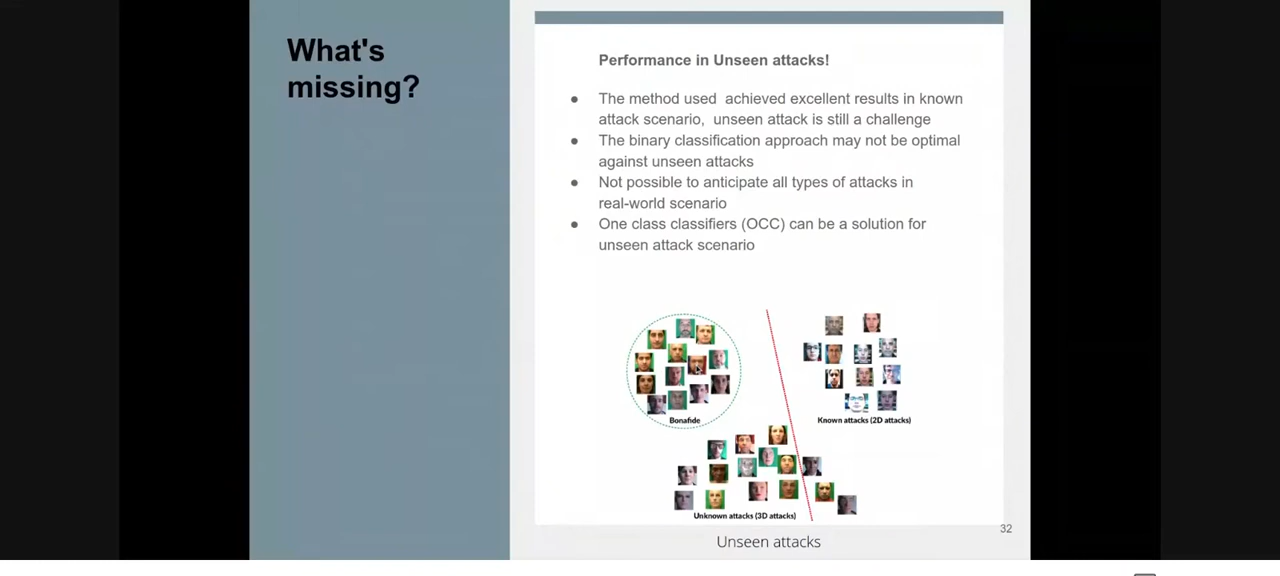 What's
missing?
Performance in Unseen attacks!
● The method used achieved excellent results in known
attack scenario, unseen attack is still a challenge
● The binary classification approach may not be optimal
against unseen attacks
● Not possible to anticipate all types of attacks in
real-world scenario
● One class classifiers (OCC) can be a solution for
unseen attack scenario
Bonafide
Known attacks (2D attacks)
Unknown attacks (3D attacks)
32
Unseen attacks